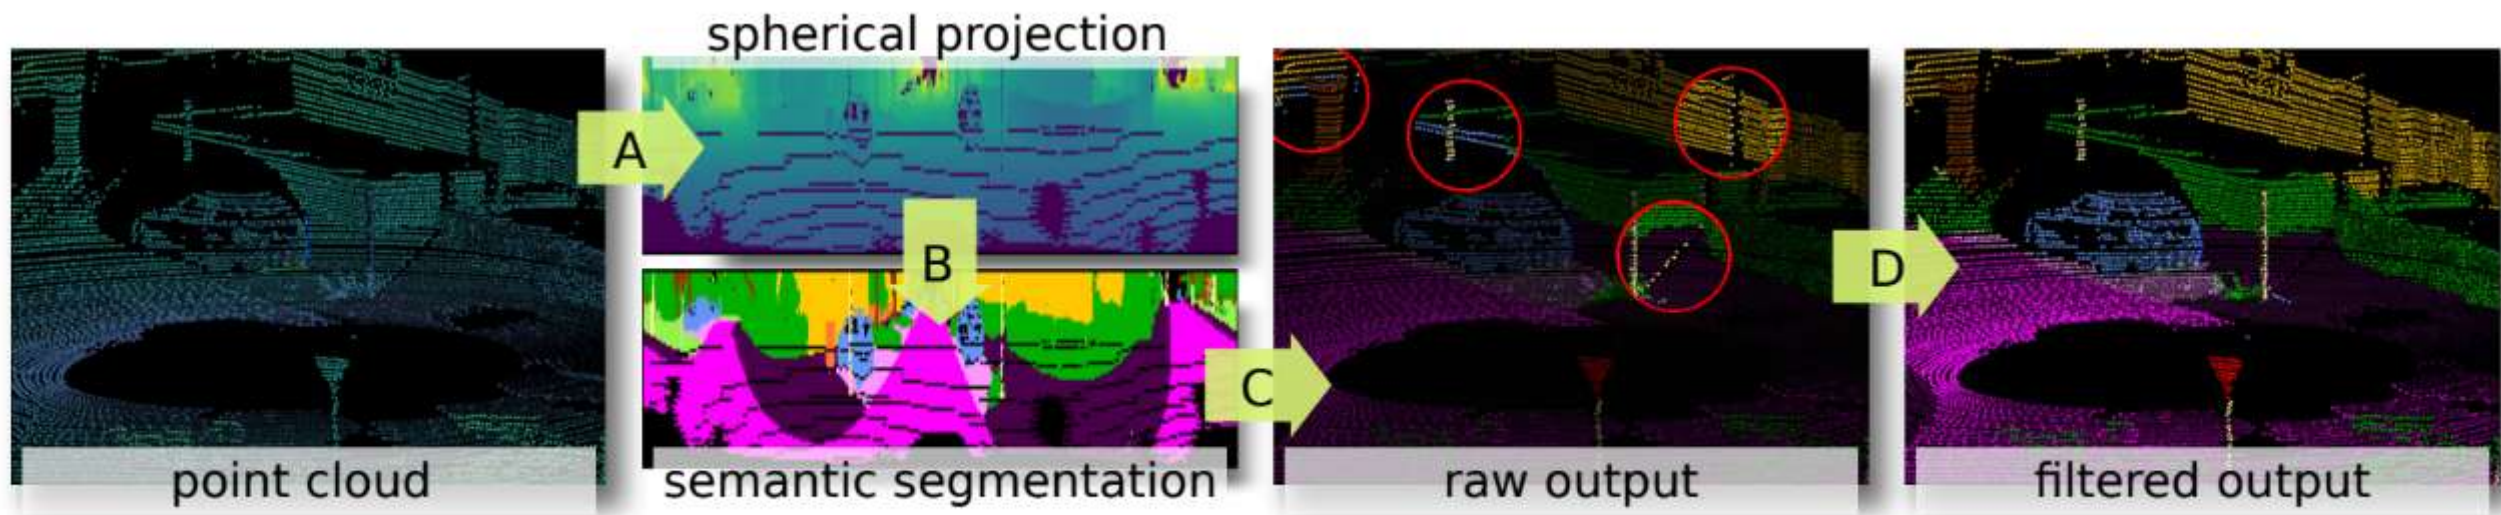 spherical projection
A
B
C
D
point cloud
semantic segmentation
raw output
filtered output